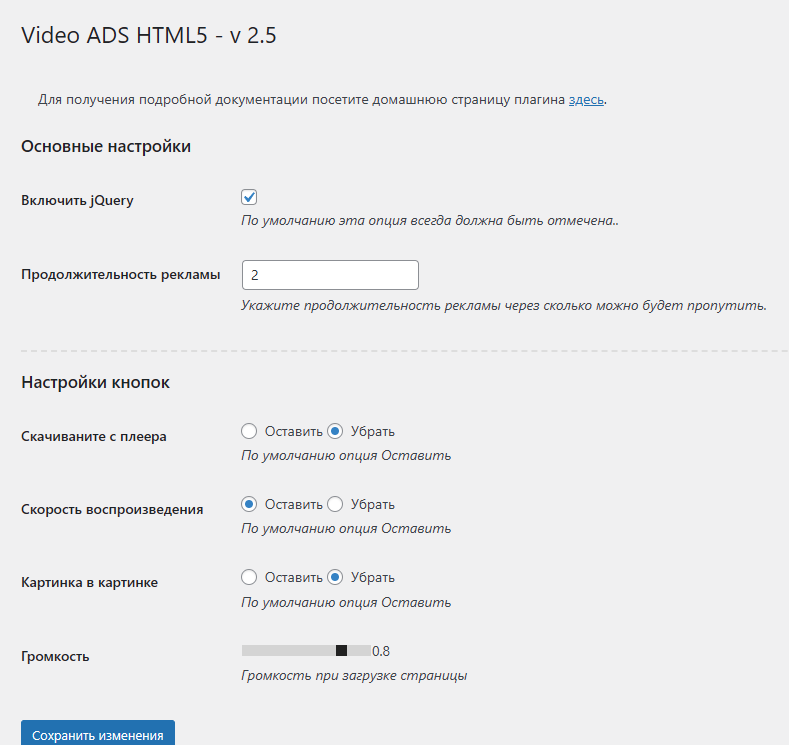 Video ADS HTML5 - v 2.5
Для получения подробной документации посетите домашнюю страницу плагина здесь.
Основные настройки
Включить jQuery
По умолчанию эта опция всегда должна быть отмечена..
Продолжительность рекламы
2
Укажите продолжительность рекламы через сколько можно будет пропутить.
Настройки кнопок
Скачиваните с плеера
Оставить Убрать
По умолчанию опция Оставить
Скорость воспроизведения
Оставить Убрать
По умолчанию опция Оставить
Картинка в картинке
Оставить Убрать
По умолчанию опция Оставить
Громкость
0.8
Громкость при загрузке страницы
Сохранить изменения